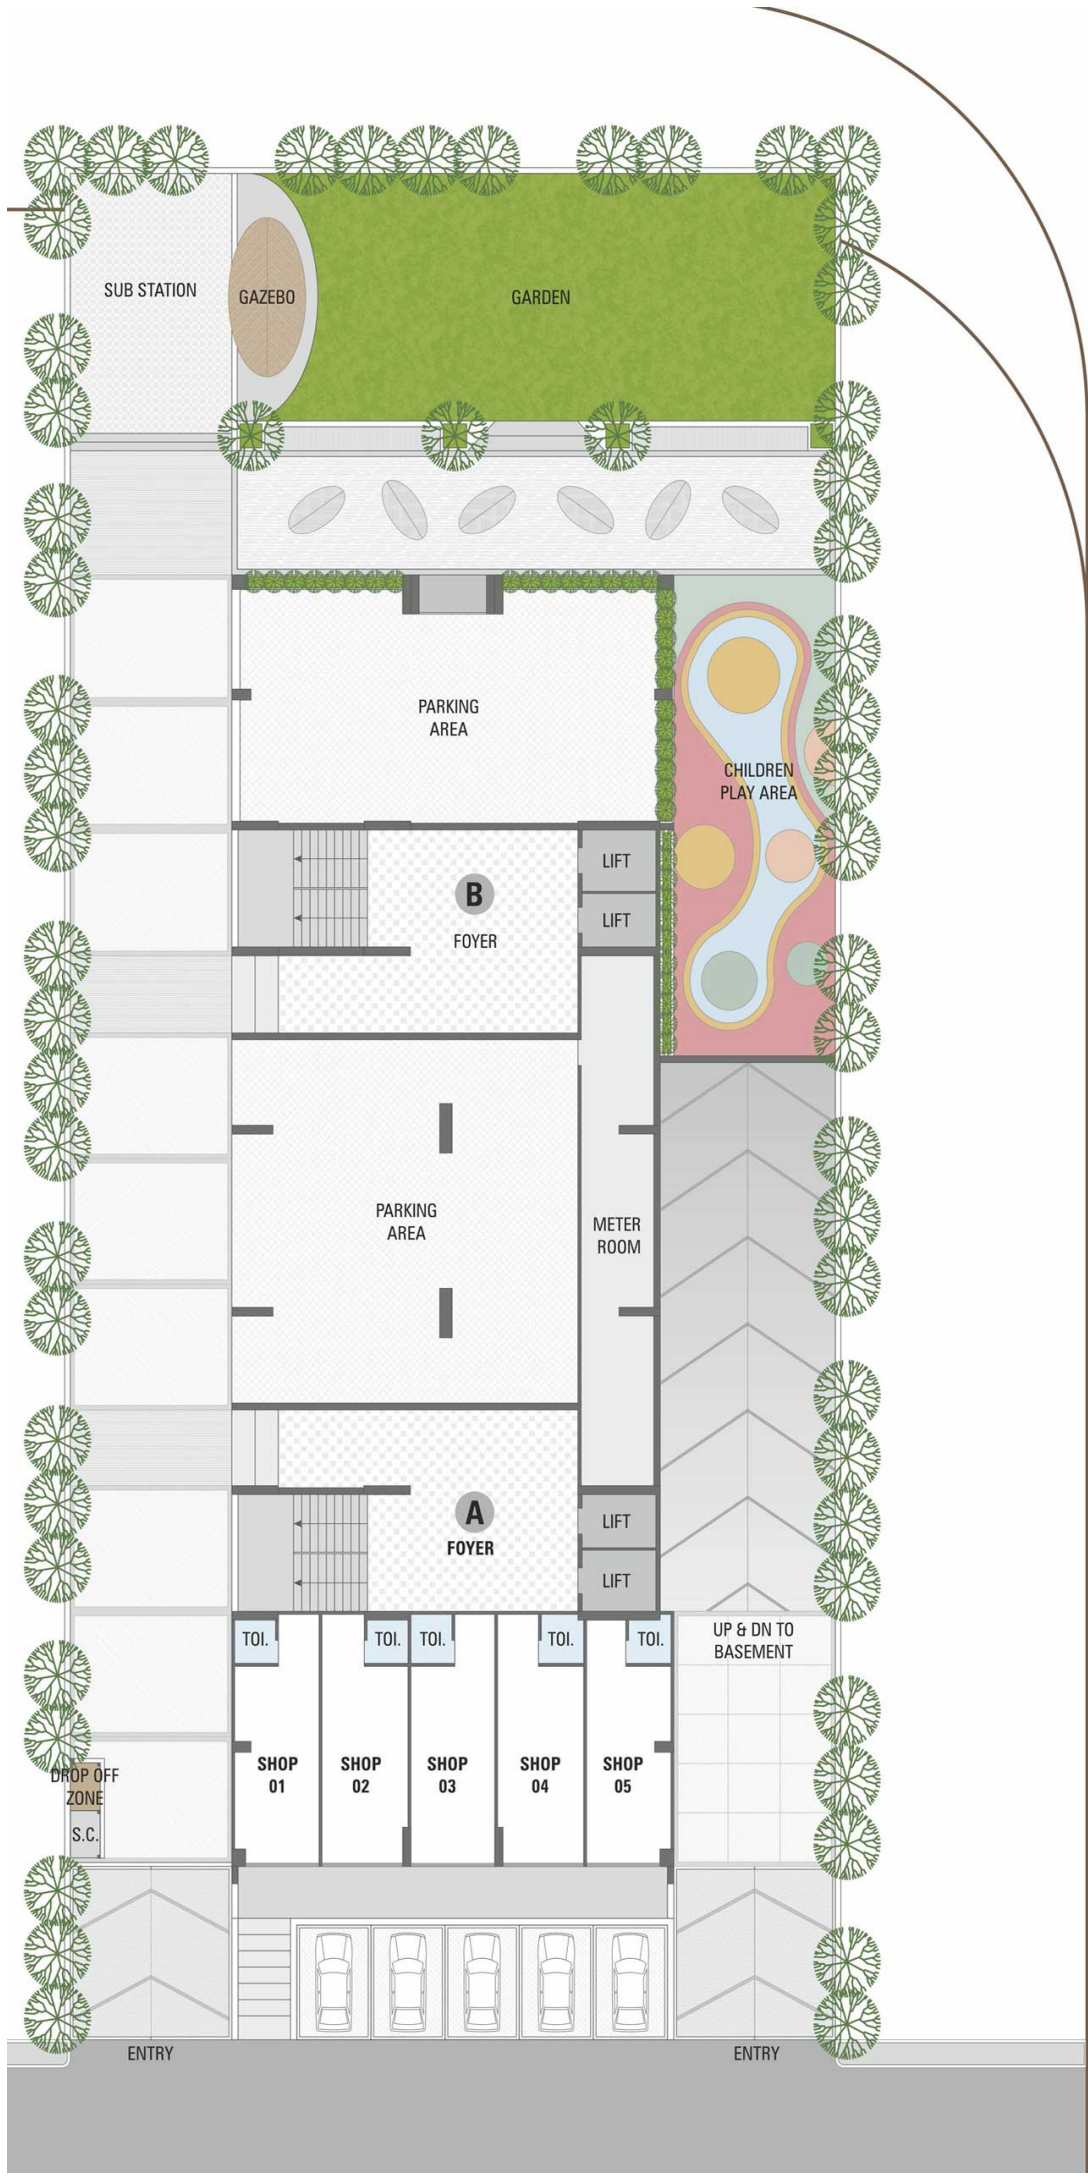 SUB STATION
GAZEBO
GARDEN
PARKING
AREA
CHILDREN
PLAY AREA
LIFT
B
LIFT
FOYER
PARKING
AREA
METER
ROOM
A
LIFT
FOYER
LIFT
TOI.
TOI.
TOI.
TOI.
TOI.
UP & DN TO
BASEMENT
SHOP
01
SHOP
02
SHOP
03
SHOP
04
SHOP
05
DROP OFF
ZONE
S.C.
ENTRY
ENTRY